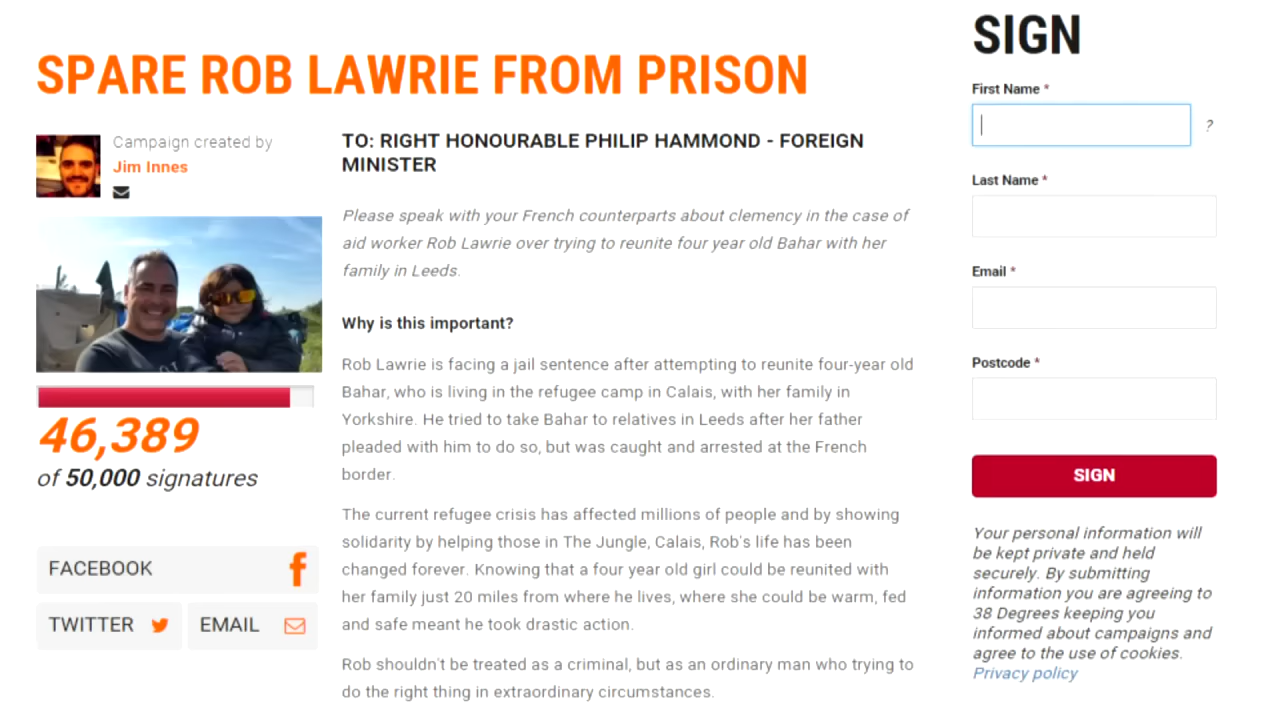 SPARE ROB LAWRIE FROM PRISON
Campaign created by
Jim Innes
46,389
of 50,000 signatures
FACEBOOK
TWITTER
EMAIL
TO: RIGHT HONOURABLE PHILIP HAMMOND - FOREIGN
MINISTER
Please speak with your French counterparts about clemency in the case of
aid worker Rob Lawrie over trying to reunite four year old Bahar with her
family in Leeds.
Why is this important?
Rob Lawrie is facing a jail sentence after attempting to reunite four-year old
Bahar, who is living in the refugee camp in Calais, with her family in
Yorkshire. He tried to take Bahar to relatives in Leeds after her father
pleaded with him to do so, but was caught and arrested at the French
border.
The current refugee crisis has affected millions of people and by showing
solidarity by helping those in The Jungle, Calais, Rob's life has been
changed forever. Knowing that a four year old girl could be reunited with
her family just 20 miles from where he lives, where she could be warm, fed
and safe meant he took drastic action.
Rob shouldn't be treated as a criminal, but as an ordinary man who trying to
do the right thing in extraordinary circumstances.
SIGN
First Name *
?
Last Name *
Email *
Postcode *
SIGN
Your personal information will
be kept private and held
securely. By submitting
information you are agreeing to
38 Degrees keeping you
informed about campaigns and
agree to the use of cookies.
Privacy policy